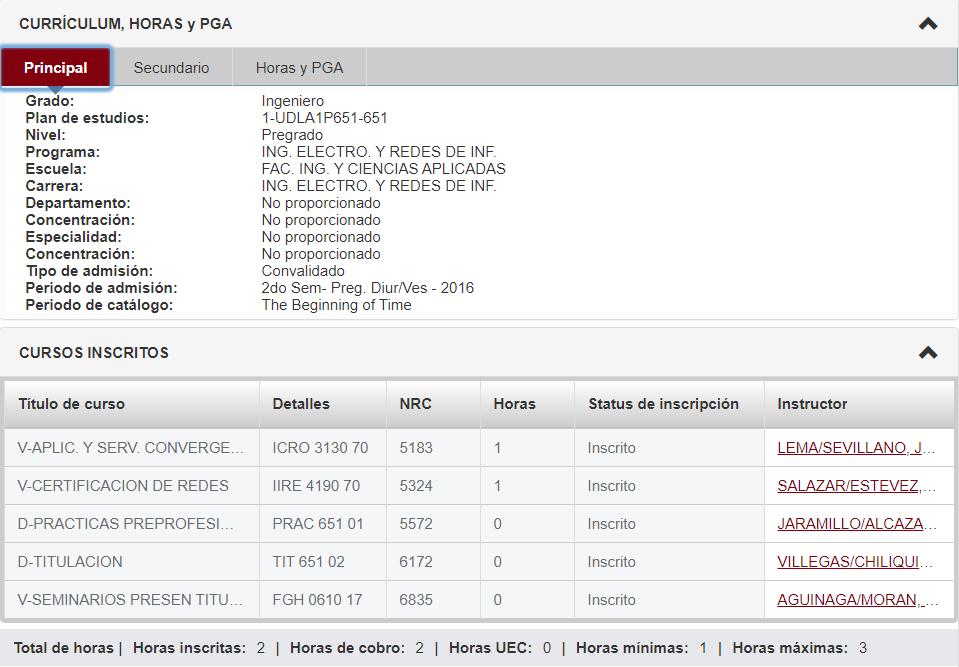 CURRÍCULUM, HORAS y PGA
Principal Secundario Horas y PGA
Grado: Ingeniero
Plan de estudios: 1-UDLA1P651-651
Nivel: Pregrado
Programa: ING. ELECTRO. Y REDES DE INF.
Escuela: FAC. ING. Y CIENCIAS APLICADAS
Carrera: ING. ELECTRO. Y REDES DE INF.
Departamento: No proporcionado
Concentración: No proporcionado
Especialidad: No proporcionado
Concentración: No proporcionado
Tipo de admisión: Convalidado
Periodo de admisión: 2do Sem- Preg. Diur/Ves - 2016
Periodo de catálogo: The Beginning of Time
CURSOS INSCRITOS
Título de curso Detalles NRC Horas Status de inscripción Instructor
V-APLIC. Y SERV. CONVERGE... ICRO 3130 70 5183 1 Inscrito LEMA/SEVILLANO, J...
V-CERTIFICACION DE REDES IIRE 4190 70 5324 1 Inscrito SALAZAR/ESTEVEZ,...
D-PRACTICAS PREPROFESI... PRAC 651 01 5572 0 Inscrito JARAMILLO/ALCAZA...
D-TITULACION TIT 651 02 6172 0 Inscrito VILLEGAS/CHILIQUI...
V-SEMINARIOS PRESEN TITU... FGH 0610 17 6835 0 Inscrito AGUINAGA/MORAN, ...
Total de horas | Horas inscritas: 2 | Horas de cobro: 2 | Horas UEC: 0 | Horas mínimas: 1 | Horas máximas: 3